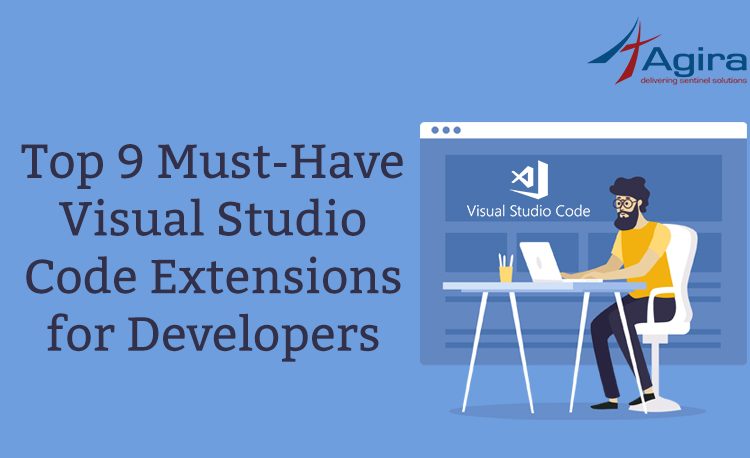 Agira
delivering sentinel solutions
Top 9 Must-Have
Visual Studio
Code Extensions
for Developers
Visual Studio Code